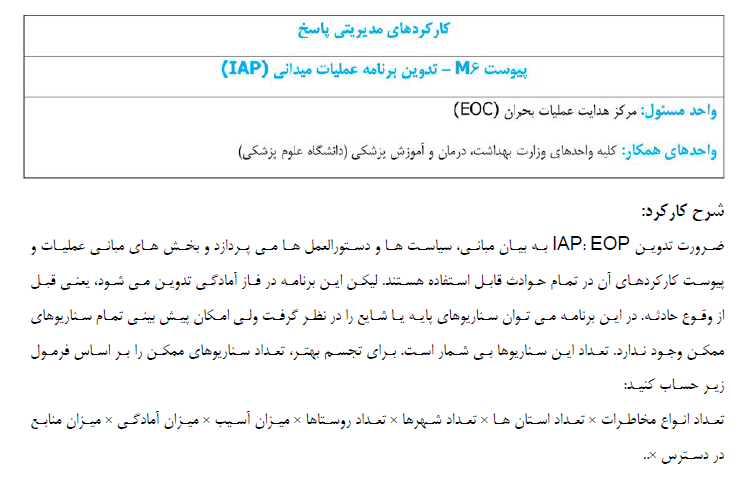 کارکردهای مدیریتی پاسخ
پیوست M۶ – تدوین برنامه عملیات میدانی (IAP)
واحد مسئول: مرکز هدایت عملیات بحران (EOC)
واحدهای همکار: کلیه واحدهای وزارت بهداشت، درمان و آموزش پزشکی (دانشگاه علوم پزشکی)
شرح کارکرد:
ضرورت تدوین IAP: EOP به بیان مبانی، سیاست ها و دستورالعمل ها می پردازد و بخش های مبانی عملیات و
پیوست کارکردهای آن در تمام حوادث قابل استفاده هستند. لیکن این برنامه در فاز آمادگی تدوین می شود، یعنی قبل
از وقوع حادثه. در این برنامه می توان سناریوهای پایه یا شایع را در نظر گرفت ولی امکان پیش بینی تمام سناریوهای
ممکن وجود ندارد. تعداد این سناریوها بی شمار است. برای تجسم بهتر، تعداد سناریوهای ممکن را بر اساس فرمول
زیر حساب کنید:
تعداد انواع مخاطرات × تعداد استان ها × تعداد شهرها × تعداد روستاها × میزان آسیب × میزان آمادگی × میزان منابع
در دسترس ×..